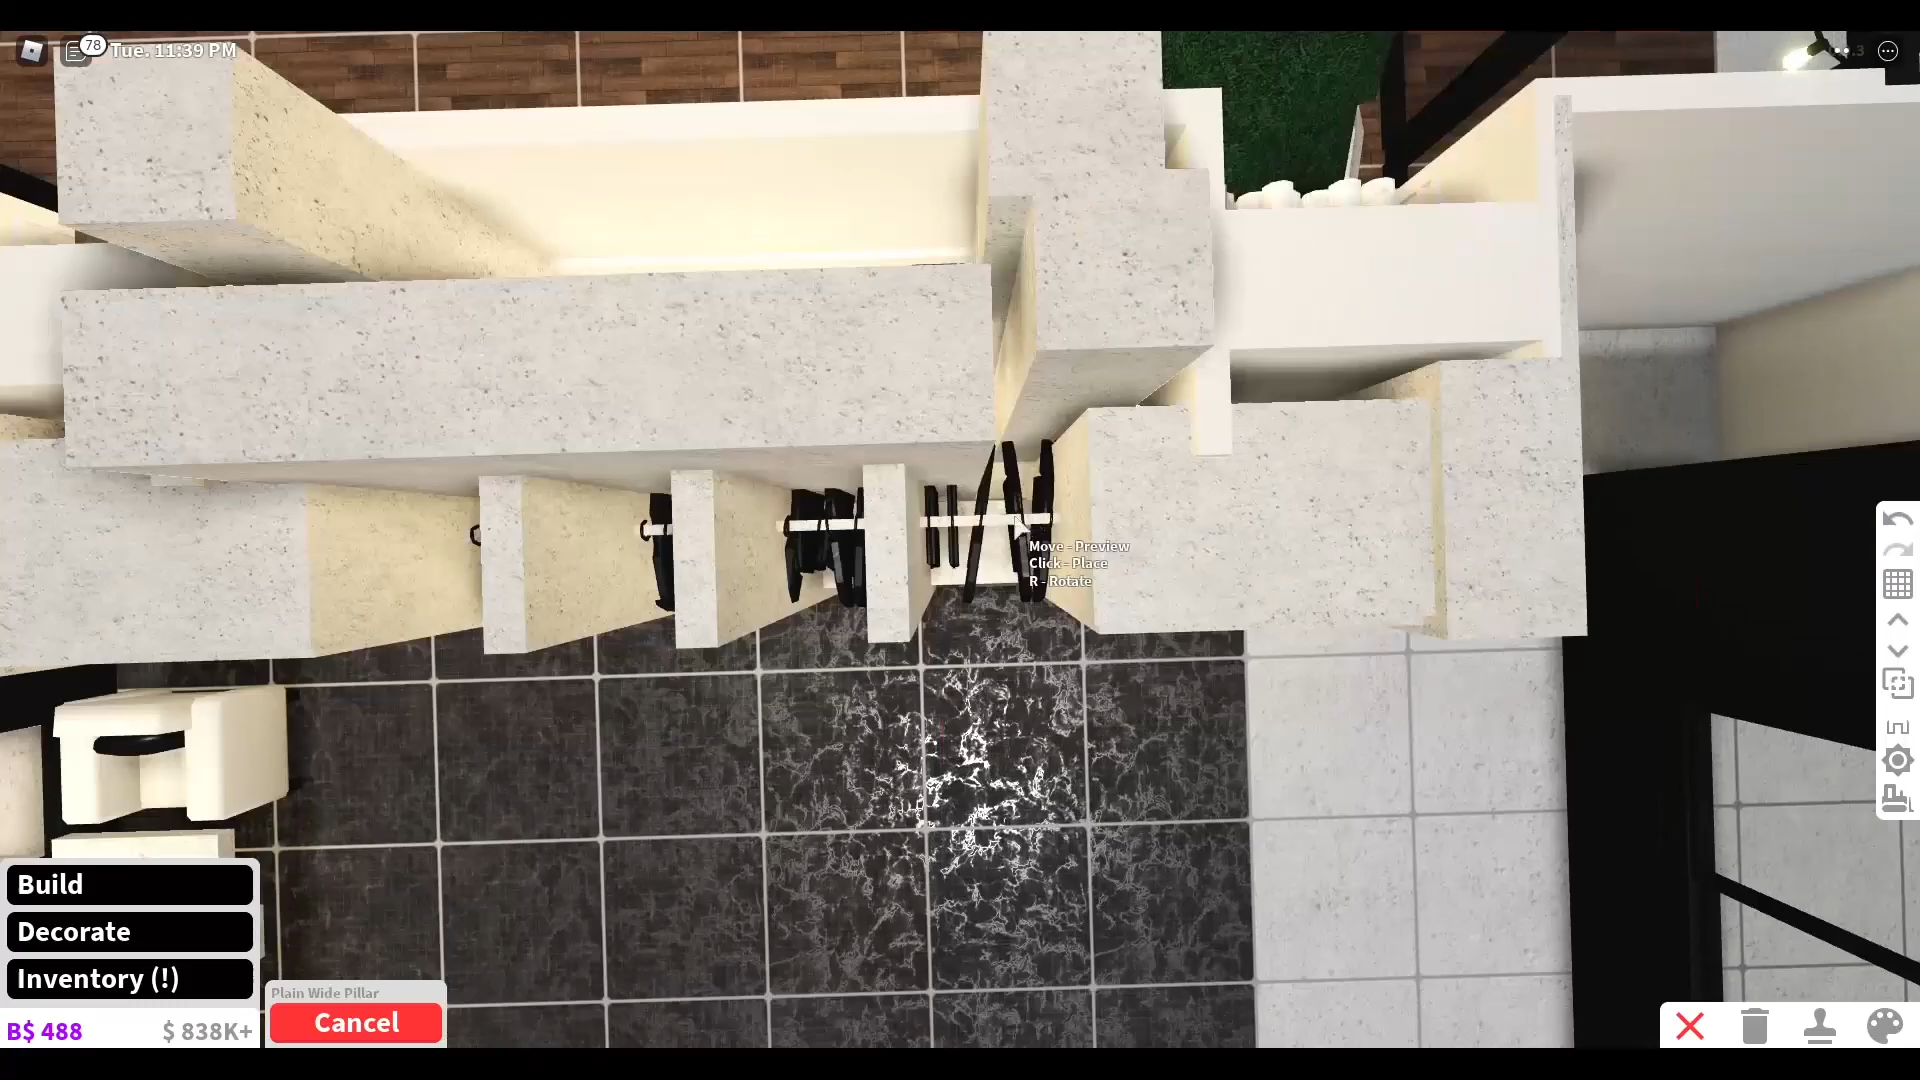 78
Tue. 11:39 PM
Move - Preview
Click - Place
R - Rotate
Build
Decorate
Inventory (!)
Plain Wide Pillar
Cancel
B$ 488
$ 838K+